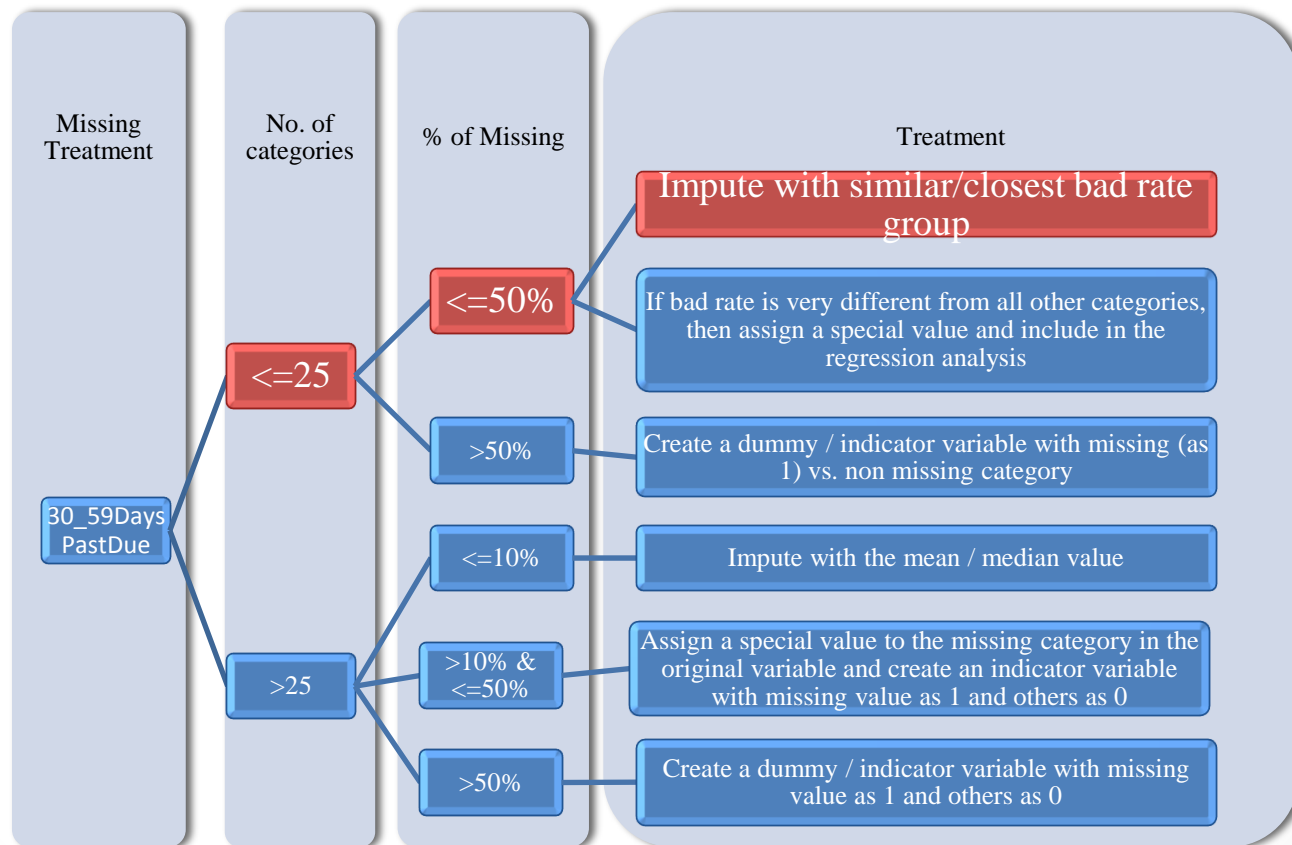 Missing
Treatment
No. of
categories
% of Missing
Treatment
Impute with similar/closest bad rate
group
<=50%
If bad rate is very different from all other categories,
then assign a special value and include in the
regression analysis
<=25
>50%
Create a dummy / indicator variable with missing (as
1) vs. non missing category
30_59Days
PastDue
<=10%
Impute with the mean / median value
>25
>10% &
<=50%
Assign a special value to the missing category in the
original variable and create an indicator variable
with missing value as 1 and others as 0
>50%
Create a dummy / indicator variable with missing
value as 1 and others as 0